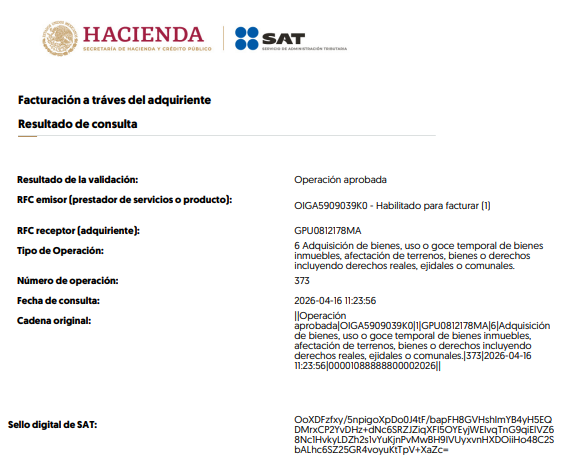 HACIENDA
SECRETARÍA DE HACIENDA Y CRÉDITO PÚBLICO
SAT
SERVICIO DE ADMINISTRACIÓN TRIBUTARIA
Facturación a tráves del adquiriente
Resultado de consulta
Resultado de la validación: Operación aprobada
RFC emisor (prestador de servicios o producto): OIGA5909039K0 - Habilitado para facturar (1)
RFC receptor (adquiriente): GPU0812178MA
Tipo de Operación: 6 Adquisición de bienes, uso o goce temporal de bienes
inmuebles, afectación de terrenos, bienes o derechos
incluyendo derechos reales, ejidales o comunales.
Número de operación: 373
Fecha de consulta: 2026-04-16 11:23:56
Cadena original: ||Operación
aprobada|OIGA5909039K0|1|GPU0812178MA|6|Adquisición
de bienes, uso o goce temporal de bienes inmuebles,
afectación de terrenos, bienes o derechos incluyendo
derechos reales, ejidales o comunales.|373|2026-04-16
11:23:56|00001088888800002026||
Sello digital de SAT: OoXDFzfxy/5npigoXpDo0J4tF/bapFH8GVHshlmYB4yH5EQ
DMrxCP2YvDHz+dNc6SRZJZiqXFl5OYEyjWEIvqTnG9qiEIVZ6
8Nc1HvkyLDZh2s1vYuKjnPvMwBH9IVUyxvnHXDOiiHo48C2S
bALhc6SZ25GR4voyuKtTpV+XaZc=